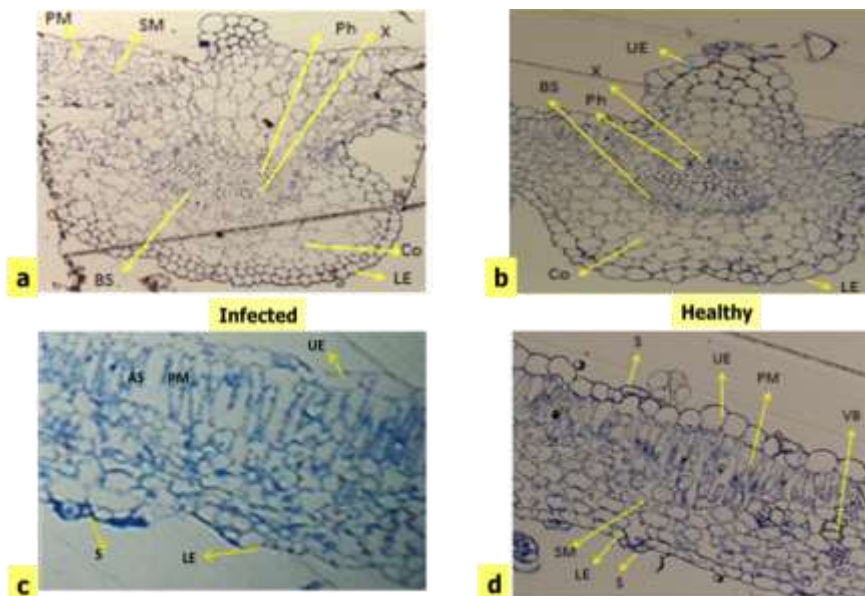 PM
SM
Ph
X
BS
Co
LE
a
UE
X
BS
Ph
Co
LE
b
Infected
Healthy
UE
AS
PM
S
LE
c
S
UE
PM
VB
SM
LE
S
d